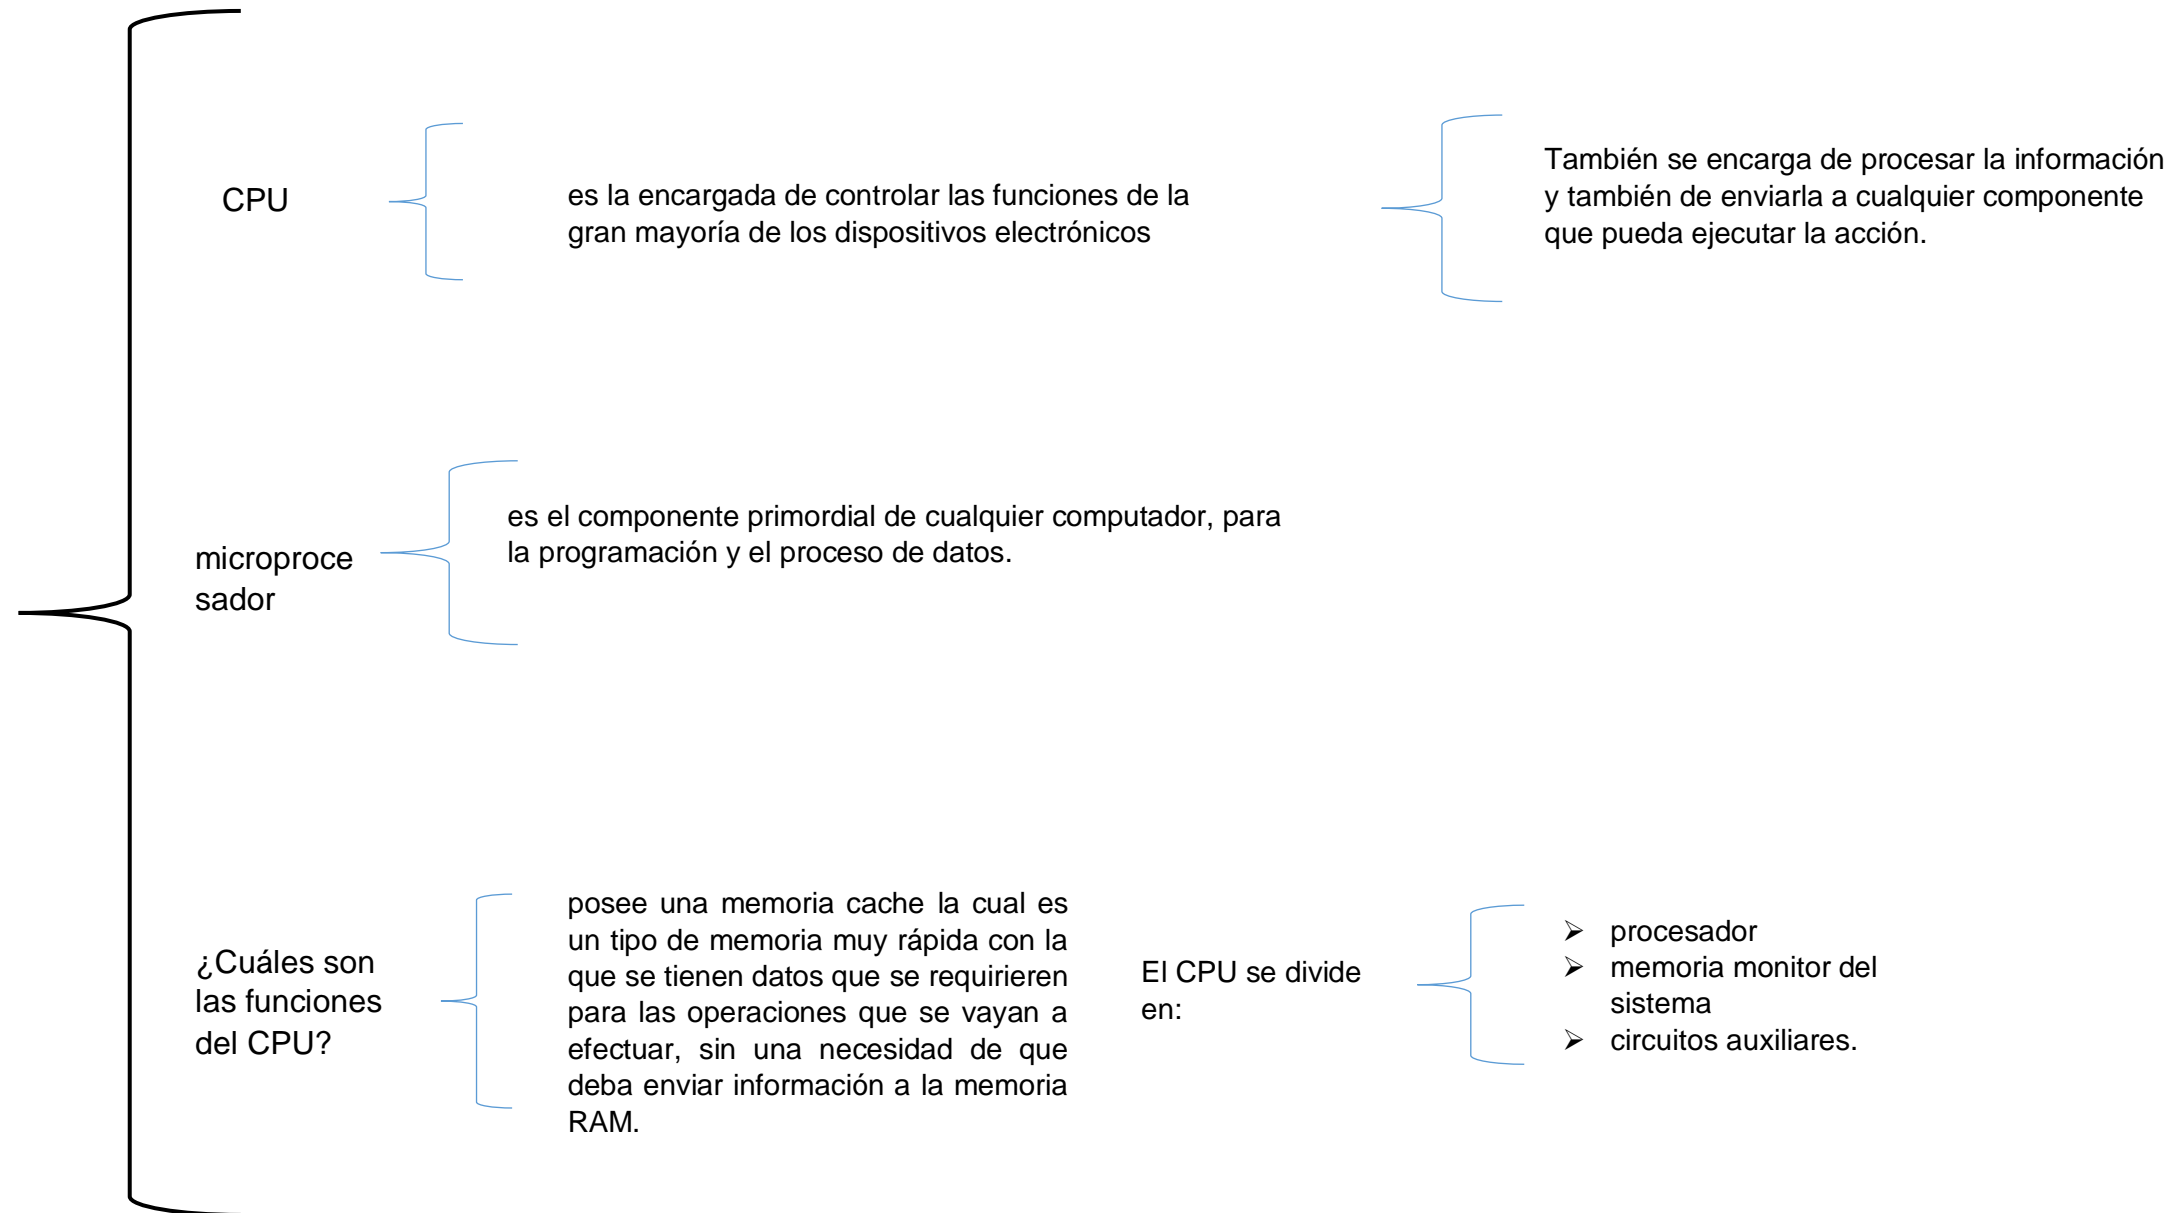 CPU
es la encargada de controlar las funciones de la
gran mayoría de los dispositivos electrónicos
También se encarga de procesar la información
y también de enviarla a cualquier componente
que pueda ejecutar la acción.
microproce
sador
es el componente primordial de cualquier computador, para
la programación y el proceso de datos.
¿Cuáles son
las funciones
del CPU?
posee una memoria cache la cual es
un tipo de memoria muy rápida con la
que se tienen datos que se requirieren
para las operaciones que se vayan a
efectuar, sin una necesidad de que
deba enviar información a la memoria
RAM.
El CPU se divide
en:
➢ procesador
➢ memoria monitor del
sistema
➢ circuitos auxiliares.